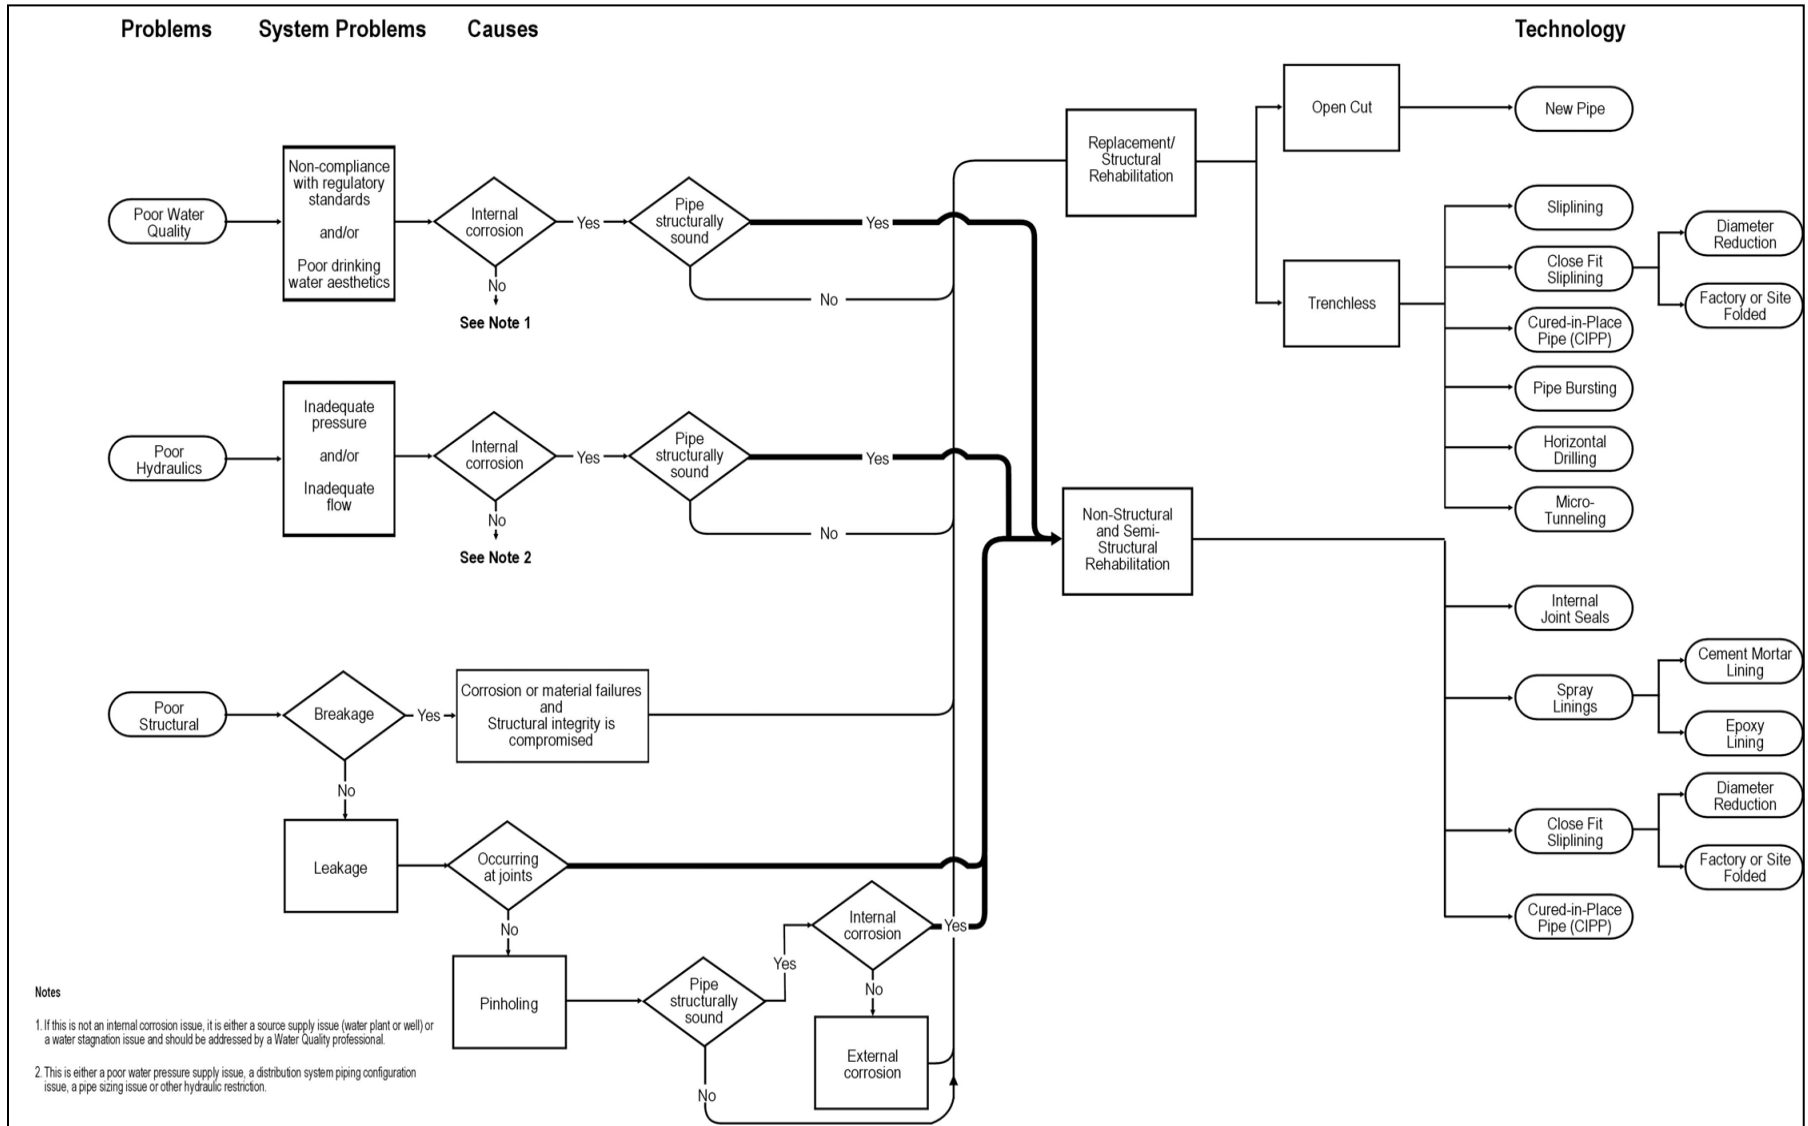 Problems
System Problems
Causes
Technology
Poor Water
Quality
Non-compliance
with regulatory
standards
and/or
Poor drinking
water aesthetics
Internal
corrosion
Yes
No
See Note 1
Pipe
structurally
sound
Yes
No
Poor
Hydraulics
Inadequate
pressure
and/or
Inadequate
flow
Internal
corrosion
Yes
No
See Note 2
Pipe
structurally
sound
Yes
No
Poor
Structural
Breakage
Yes
Corrosion or material failures
and
Structural integrity is
compromised
No
Leakage
Occurring
at joints
No
Pinholing
Pipe
structurally
sound
Yes
No
Internal
corrosion
Yes
No
External
corrosion
Replacement/
Structural
Rehabilitation
Open Cut
New Pipe
Trenchless
Sliplining
Close Fit
Sliplining
Diameter
Reduction
Factory or Site
Folded
Cured-in-Place
Pipe (CIPP)
Pipe Bursting
Horizontal
Drilling
Micro-
Tunneling
Non-Structural
and Semi-
Structural
Rehabilitation
Internal
Joint Seals
Spray
Linings
Cement Mortar
Lining
Epoxy
Lining
Close Fit
Sliplining
Diameter
Reduction
Factory or Site
Folded
Cured-in-Place
Pipe (CIPP)
Notes
1. If this is not an internal corrosion issue, it is either a source supply issue (water plant or well) or
a water stagnation issue and should be addressed by a Water Quality professional.
2. This is either a poor water pressure supply issue, a distribution system piping configuration
issue, a pipe sizing issue or other hydraulic restriction.